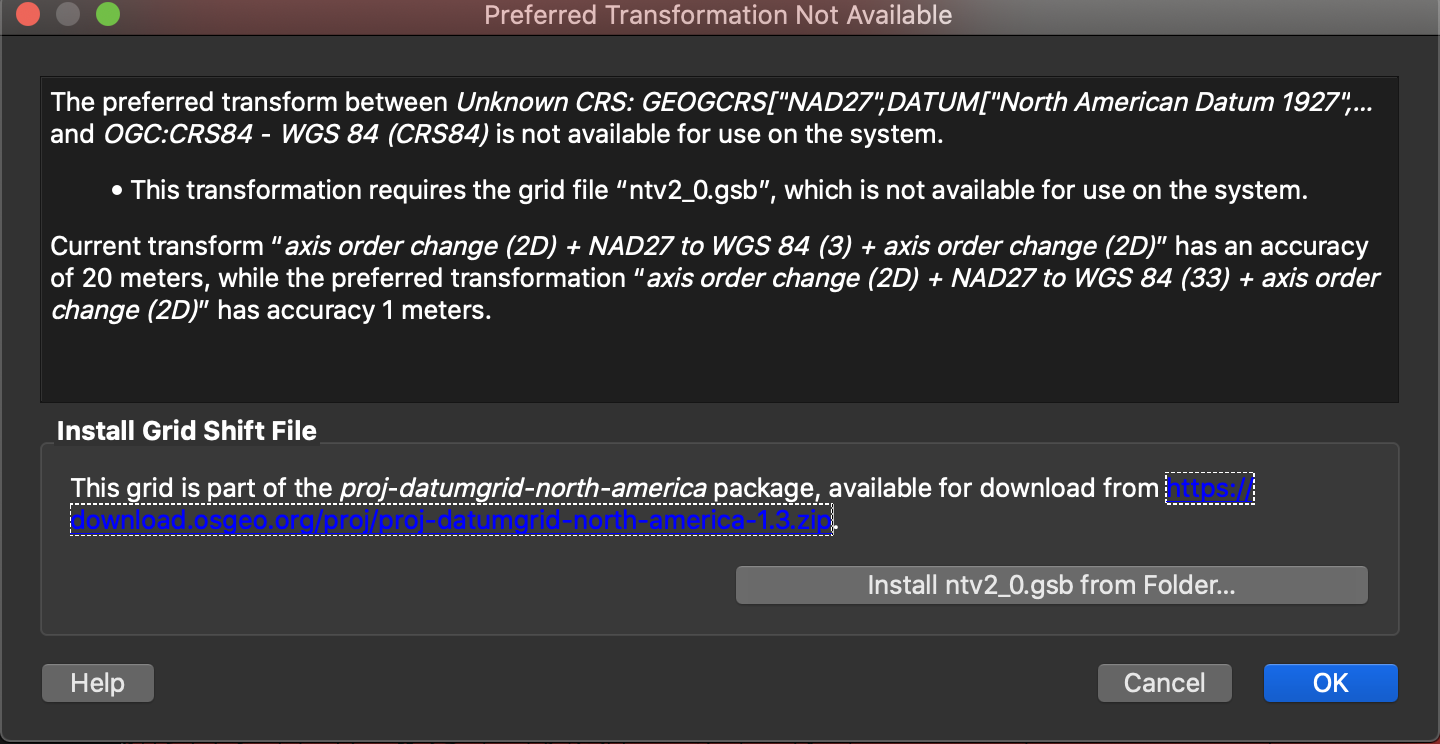 Preferred Transformation Not Available
The preferred transform between Unknown CRS: GEOGCRS["NAD27",DATUM["North American Datum 1927",...
and OGC:CRS84 - WGS 84 (CRS84) is not available for use on the system.
• This transformation requires the grid file “ntv2_0.gsb”, which is not available for use on the system.
Current transform “axis order change (2D) + NAD27 to WGS 84 (3) + axis order change (2D)” has an accuracy
of 20 meters, while the preferred transformation “axis order change (2D) + NAD27 to WGS 84 (33) + axis order
change (2D)” has accuracy 1 meters.
Install Grid Shift File
This grid is part of the proj-datumgrid-north-america package, available for download from https://
download.osgeo.org/proj/proj-datumgrid-north-america-1.3.zip.
Install ntv2_0.gsb from Folder...
Help
Cancel
OK